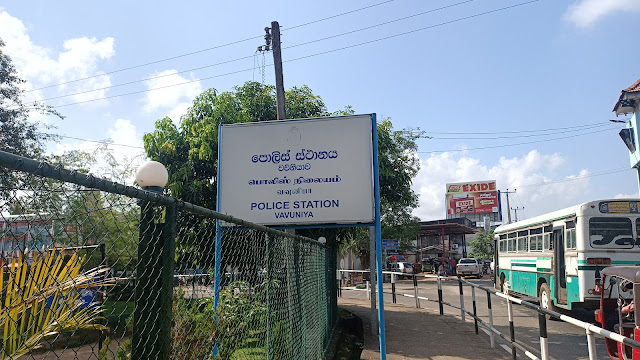 පොලිස් ස්ථානය
වව්නියාව
பொலிஸ் நிலையம்
வவுனியா
POLICE STATION
VAVUNIYA
EXIDE